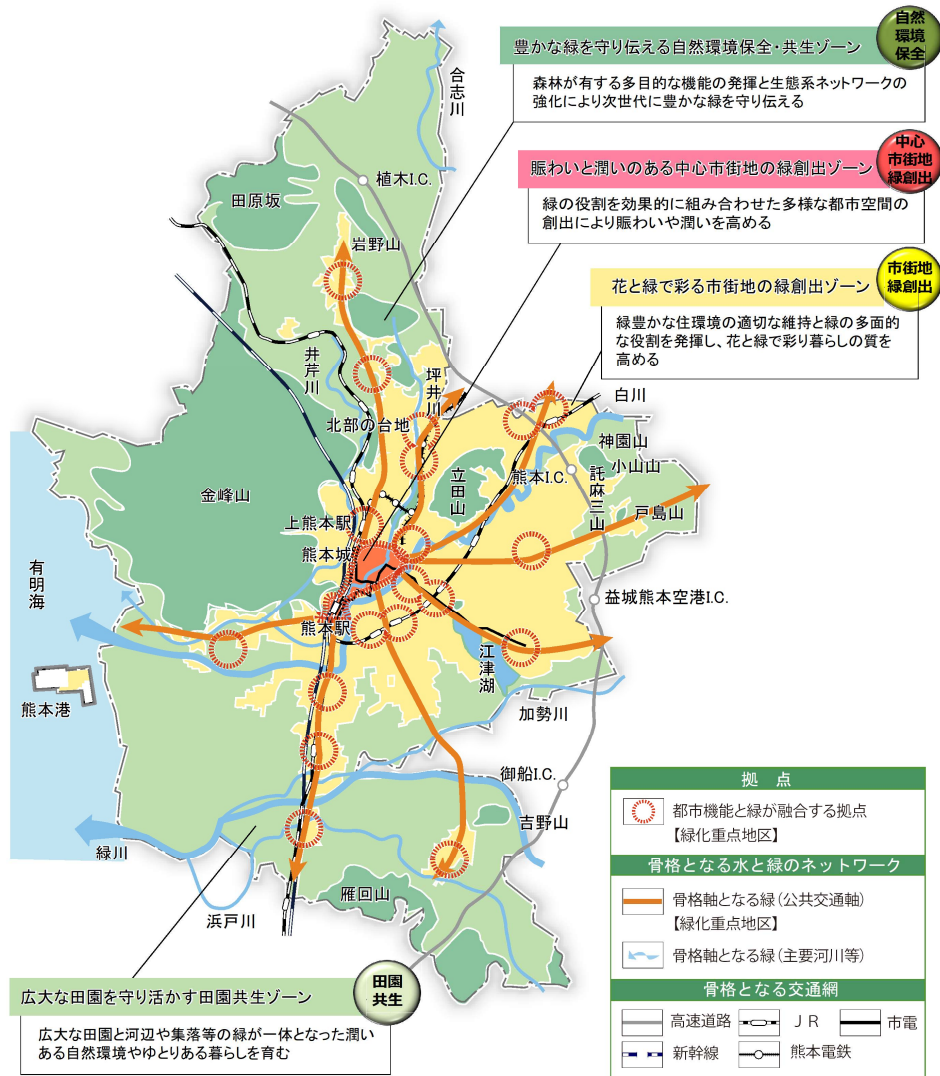 豊かな緑を守り伝える自然環境保全・共生ゾーン
自然
環境
保全
森林が有する多目的な機能の発揮と生態系ネットワークの
強化により次世代に豊かな緑を守り伝える
賑わいと潤いのある中心市街地の緑創出ゾーン
中心
市街地
緑創出
緑の役割を効果的に組み合わせた多様な都市空間の
創出により賑わいや潤いを高める
花と緑で彩る市街地の緑創出ゾーン
市街地
緑創出
緑豊かな住環境の適切な維持と緑の多面的
な役割を発揮し、花と緑で彩り暮らしの質を
高める
合志川
植木I.C.
田原坂
岩野山
井芹川
坪井川
白川
北部の台地
神園山
小山山
熊本I.C.
立田山
託麻三山
戸島山
金峰山
上熊本駅
熊本城
有明海
益城熊本空港I.C.
熊本駅
江津湖
熊本港
加勢川
御船I.C.
吉野山
緑川
雁回山
浜戸川
広大な田園を守り活かす田園共生ゾーン
田園
共生
広大な田園と河辺や集落等の緑が一体となった潤い
ある自然環境やゆとりある暮らしを育む
拠 点
都市機能と緑が融合する拠点
【緑化重点地区】
骨格となる水と緑のネットワーク
骨格軸となる緑(公共交通軸)
【緑化重点地区】
骨格軸となる緑(主要河川等)
骨格となる交通網
高速道路 JR 市電
新幹線 熊本電鉄